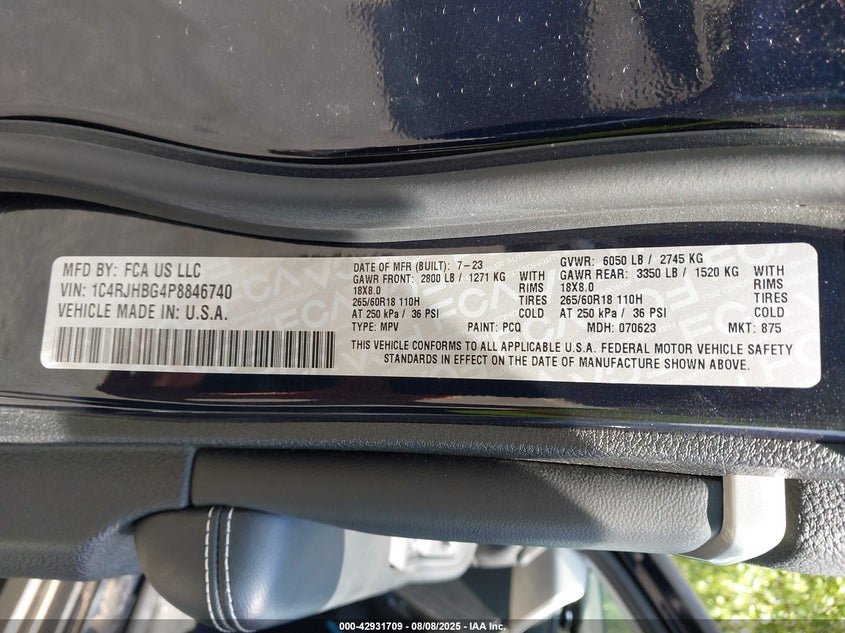 MFD BY: FCA US LLC
VIN: 1C4RJHBG4P8846740
VEHICLE MADE IN: U.S.A.
DATE OF MFR (BUILT): 7-23
GVWR: 6050 LB / 2745 KG
GAWR FRONT: 2800 LB / 1271 KG WITH GAWR REAR: 3350 LB / 1520 KG WITH
18X8.0 RIMS 18X8.0 RIMS
265/60R18 110H TIRES 265/60R18 110H TIRES
AT 250 kPa / 36 PSI COLD AT 250 kPa / 36 PSI COLD
TYPE: MPV PAINT: PCQ MDH: 070623 MKT: 875
THIS VEHICLE CONFORMS TO ALL APPLICABLE U.S.A. FEDERAL MOTOR VEHICLE SAFETY
STANDARDS IN EFFECT ON THE DATE OF MANUFACTURE SHOWN ABOVE.
000-42931709 - 08/08/2025 - IAA Inc.